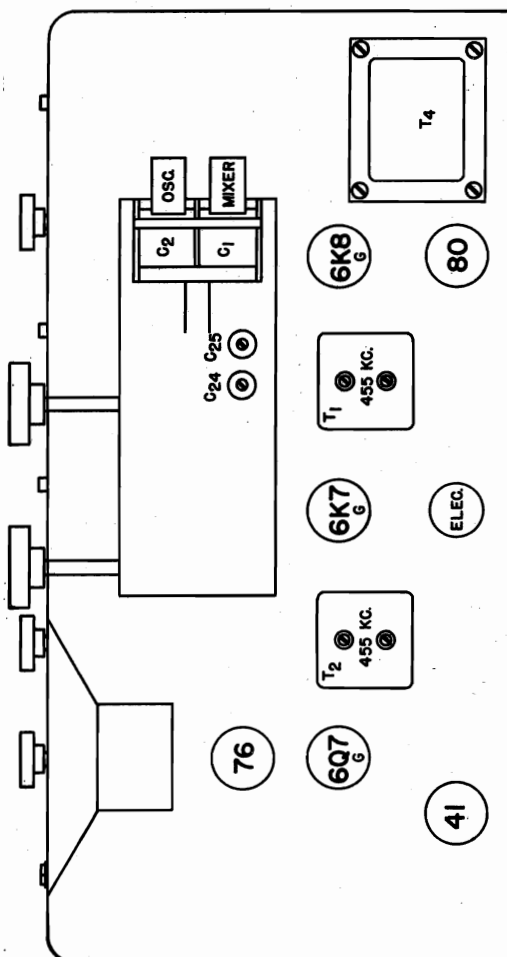 T4
OSC.
MIXER
C2
C1
6K8
G
80
C25
C24
T1
455 KC.
6K7
G
ELEC.
T2
455 KC.
76
6Q7
G
41